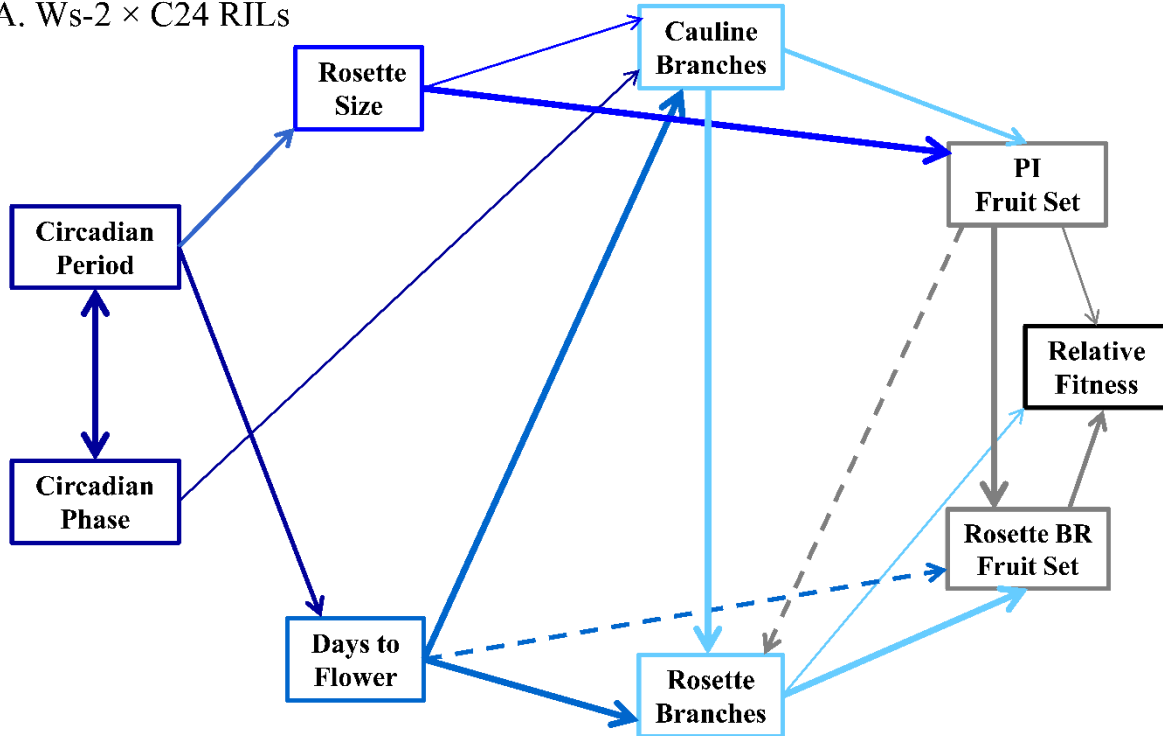 A. Ws-2 × C24 RILs
Cauline
Branches
Rosette
Size
PI
Fruit Set
Circadian
Period
Relative
Fitness
Circadian
Phase
Rosette BR
Fruit Set
Days to
Flower
Rosette
Branches